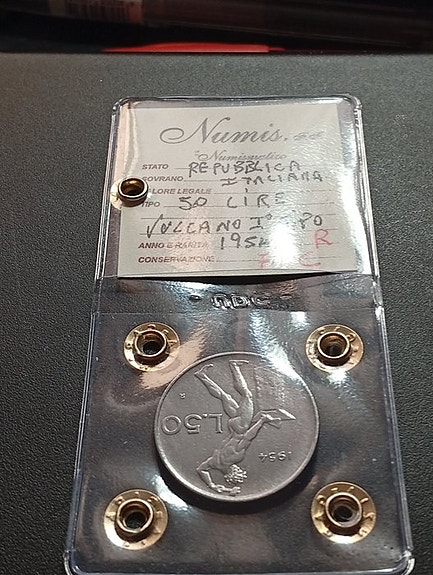 Numis
Numismatica
STATO REPUBBLICA
SOVRANO ITALIANA
VALORE LEGALE
TIPO 50 LIRE
VULCANO I° TIPO
ANNO E RARITÀ 1954 R
CONSERVAZIONE FDC
L.50
1954
R